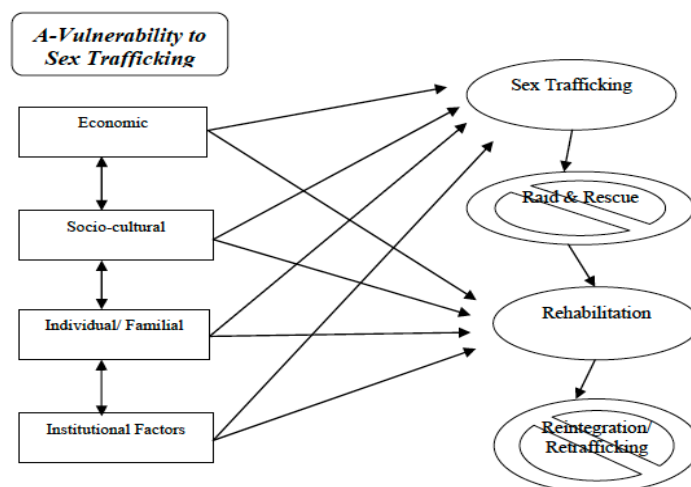 A-Vulnerability to
Sex Trafficking
Sex Trafficking
Economic
Raid & Rescue
Socio-cultural
Rehabilitation
Individual/ Familial
Institutional Factors
Reintegration/
Retrafficking